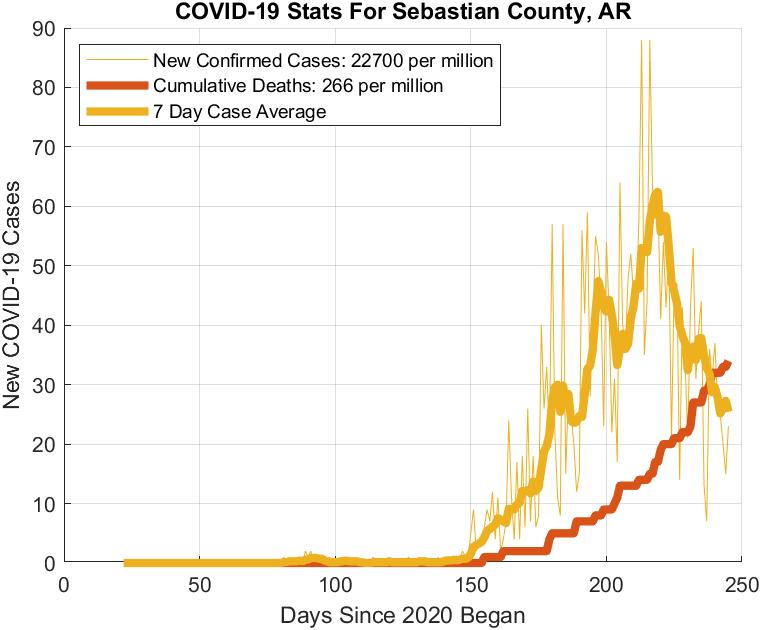 COVID-19 Stats For Sebastian County, AR
New Confirmed Cases: 22700 per million
Cumulative Deaths: 266 per million
7 Day Case Average
New COVID-19 Cases
90
80
70
60
50
40
30
20
10
0
0 50 100 150 200 250
Days Since 2020 Began